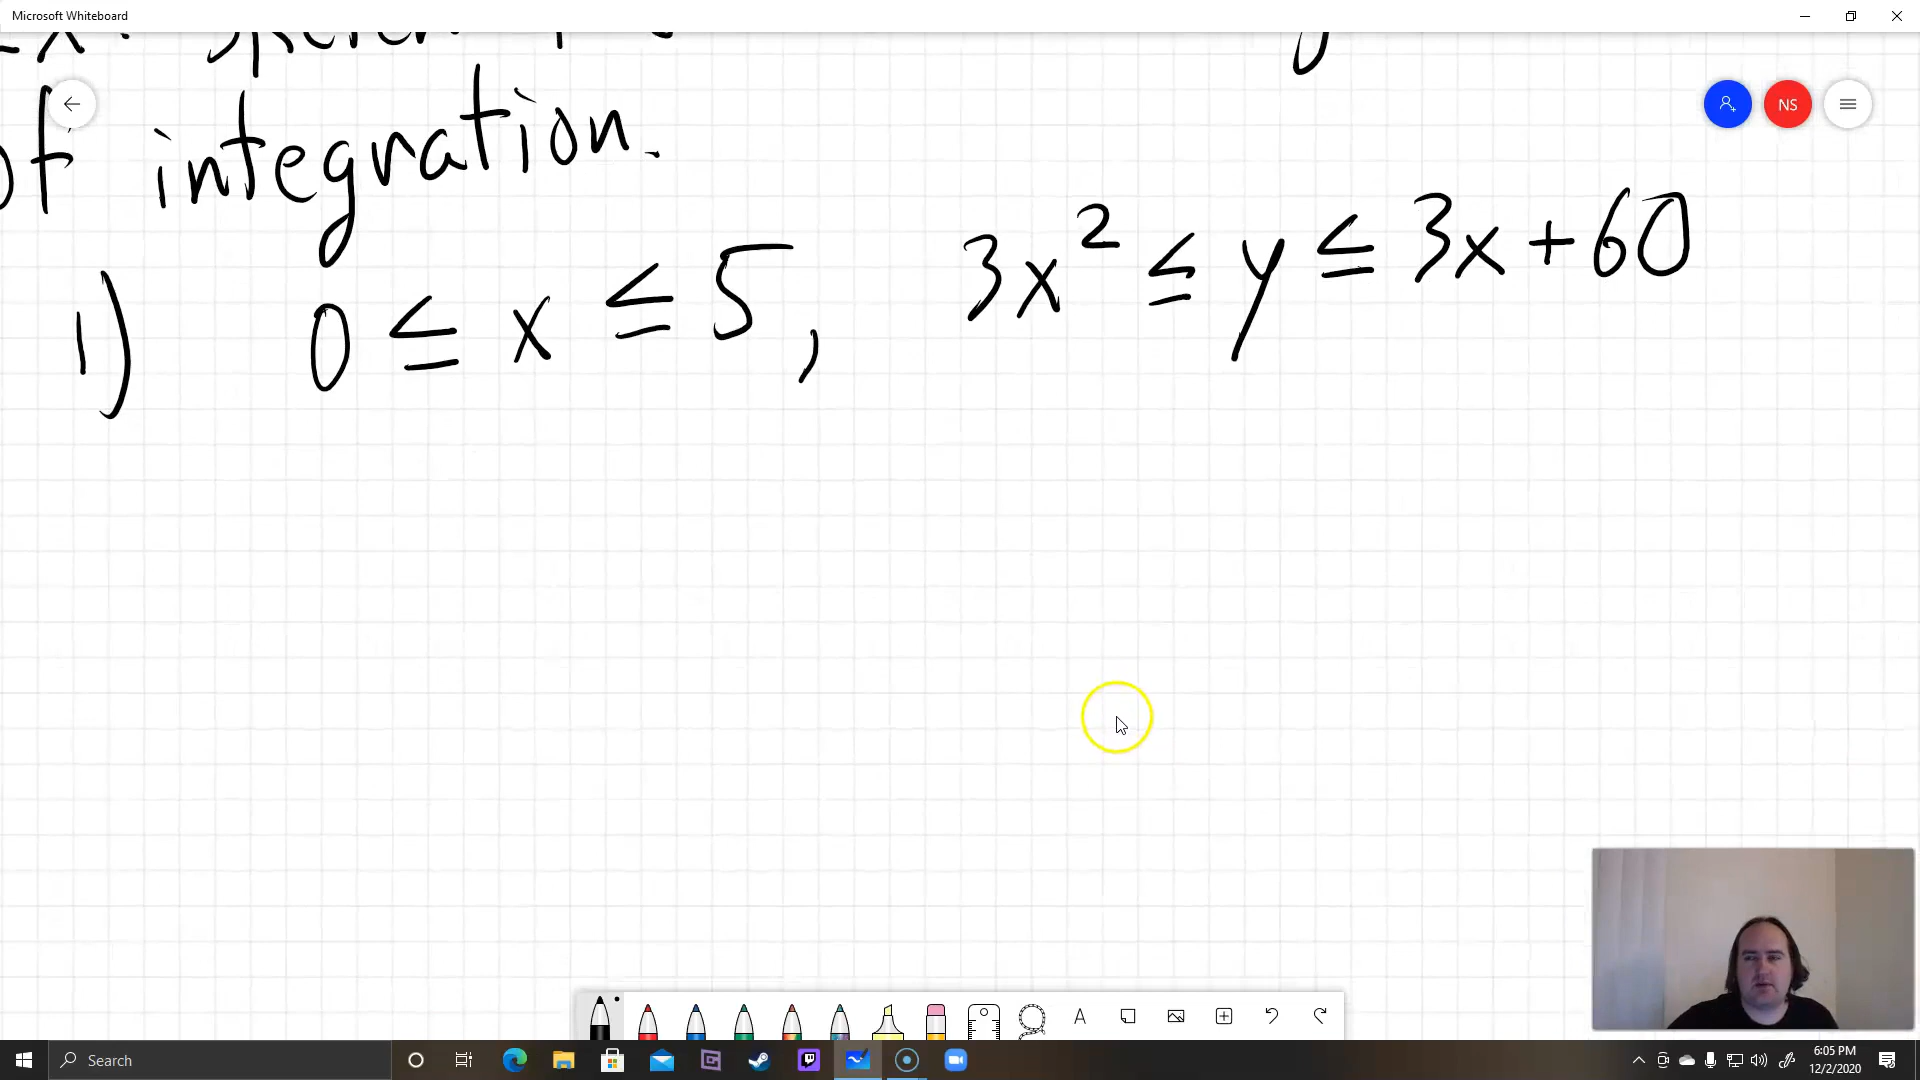 Microsoft Whiteboard
of integration.
NS
1) 0 ≤ x ≤ 5, 3x² ≤ y ≤ 3x + 60
A
Search
6:05 PM
12/2/2020